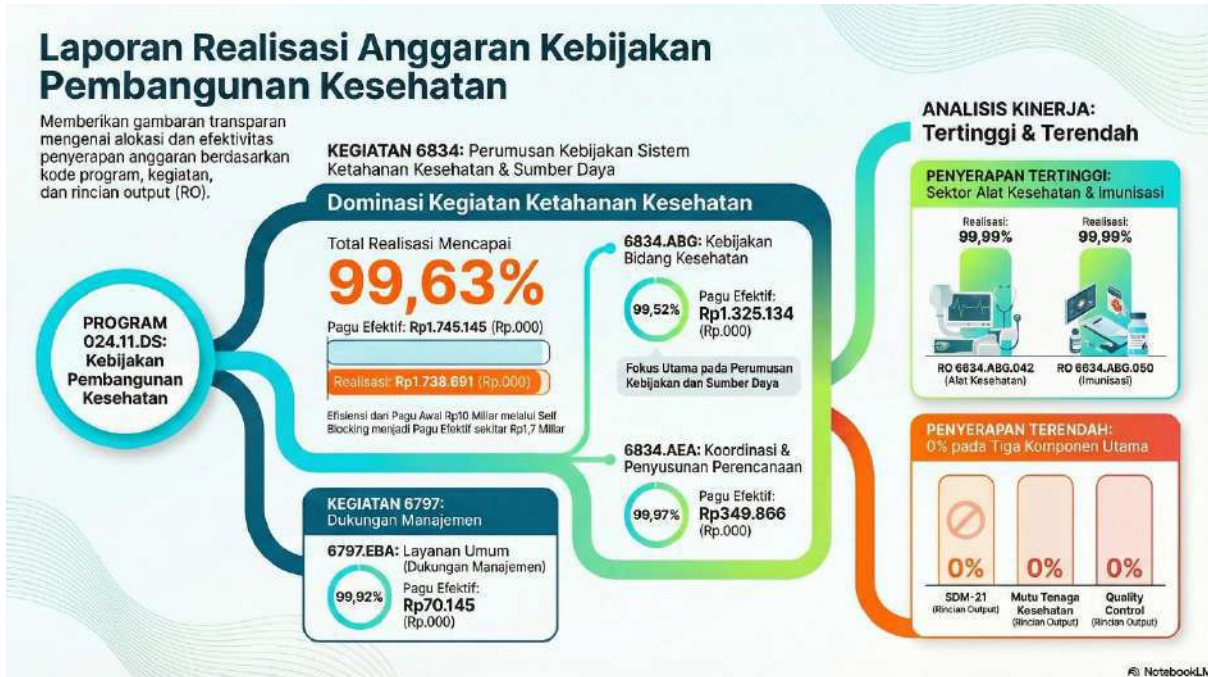 Laporan Realisasi Anggaran Kebijakan
Pembangunan Kesehatan
Memberikan gambaran transparan
mengenai alokasi dan efektivitas
penyerapan anggaran berdasarkan
kode program, kegiatan,
dan rincian output (RO).
PROGRAM
024.11.DS:
Kebijakan
Pembangunan
Kesehatan
KEGIATAN 6834: Perumusan Kebijakan Sistem
Ketahanan Kesehatan & Sumber Daya
Dominasi Kegiatan Ketahanan Kesehatan
Total Realisasi Mencapai
99,63%
Pagu Efektif: Rp1.745.145 (Rp.000)
Realisasi: Rp1.738.691 (Rp.000)
Efisiensi dari Pagu Awal Rp10 Miliar melalui Self
Blocking menjadi Pagu Efektif sekitar Rp1,7 Miliar
6834.ABG: Kebijakan
Bidang Kesehatan
99,52%
Pagu Efektif:
Rp1.325.134
(Rp.000)
Fokus Utama pada Perumusan
Kebijakan dan Sumber Daya
6834.AEA: Koordinasi &
Penyusunan Perencanaan
99,97%
Pagu Efektif:
Rp349.866
(Rp.000)
KEGIATAN 6797:
Dukungan Manajemen
6797.EBA: Layanan Umum
(Dukungan Manajemen)
99,92%
Pagu Efektif:
Rp70.145
(Rp.000)
ANALISIS KINERJA:
Tertinggi & Terendah
PENYERAPAN TERTINGGI:
Sektor Alat Kesehatan & Imunisasi
Realisasi:
99,99%
RO 6834.ABG.042
(Alat Kesehatan)
Realisasi:
99,99%
RO 6634.ABG.050
(Imunisasi)
PENYERAPAN TERENDAH:
0% pada Tiga Komponen Utama
0%
SDM-21
(Rincian Output)
0%
Mutu Tenaga
Kesehatan
(Rincian Output)
0%
Quality
Control
(Rincian Output)
NotebookLM